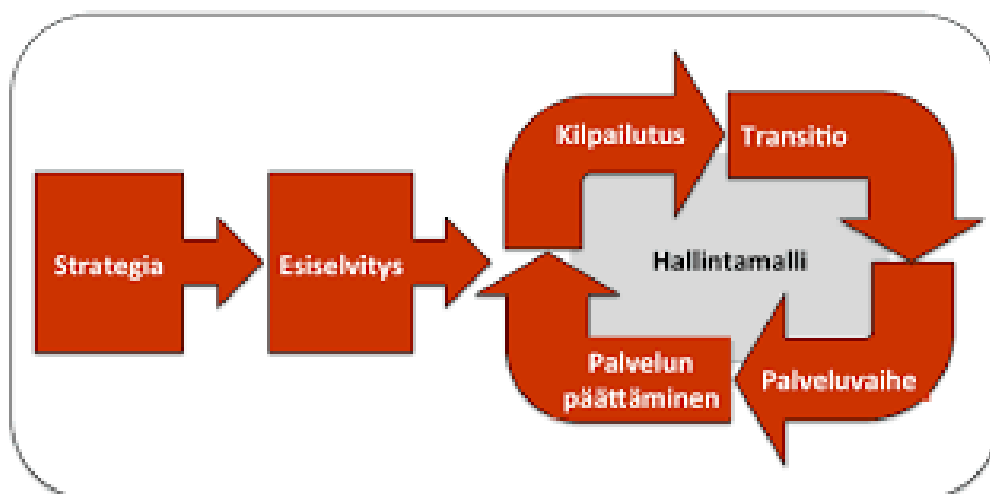 Strategia
Esiselvitys
Kilpailutus
Transitio
Hallintamalli
Palveluvaihe
Palvelun
päättäminen